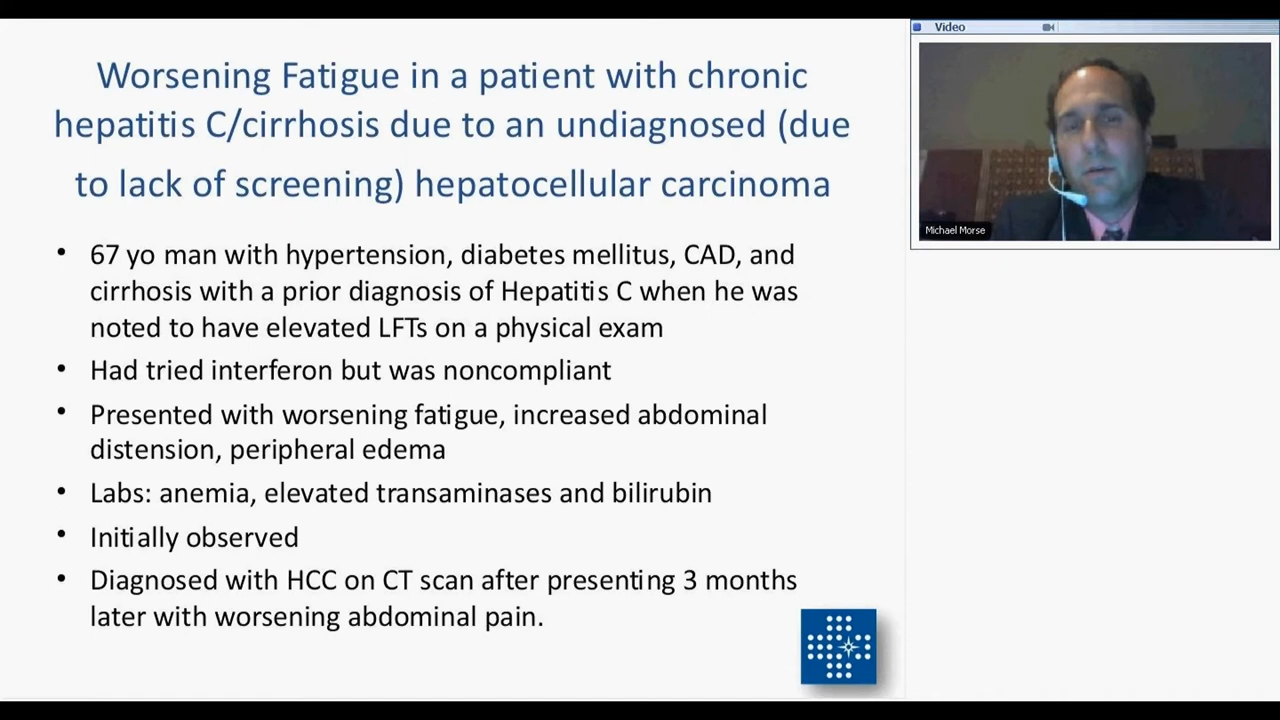 Worsening Fatigue in a patient with chronic
hepatitis C/cirrhosis due to an undiagnosed (due
to lack of screening) hepatocellular carcinoma
• 67 yo man with hypertension, diabetes mellitus, CAD, and
cirrhosis with a prior diagnosis of Hepatitis C when he was
noted to have elevated LFTs on a physical exam
• Had tried interferon but was noncompliant
• Presented with worsening fatigue, increased abdominal
distension, peripheral edema
• Labs: anemia, elevated transaminases and bilirubin
• Initially observed
• Diagnosed with HCC on CT scan after presenting 3 months
later with worsening abdominal pain.
Video
Michael Morse